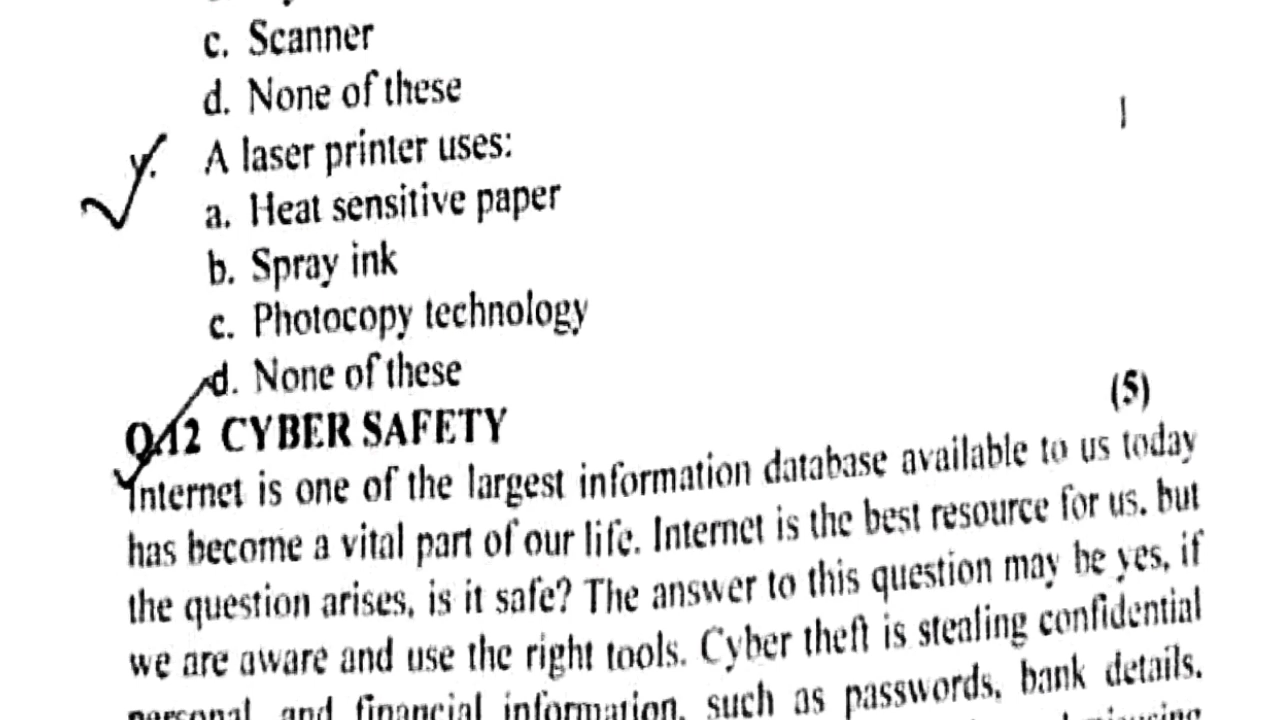 c. Scanner
d. None of these
1
v. A laser printer uses:
a. Heat sensitive paper
b. Spray ink
c. Photocopy technology
d. None of these
(5)
Q.12 CYBER SAFETY
Internet is one of the largest information database available to us today
has become a vital part of our life. Internet is the best resource for us, but
the question arises, is it safe? The answer to this question may be yes, if
we are aware and use the right tools. Cyber theft is stealing confidential
personal and financial information, such as passwords, bank details,